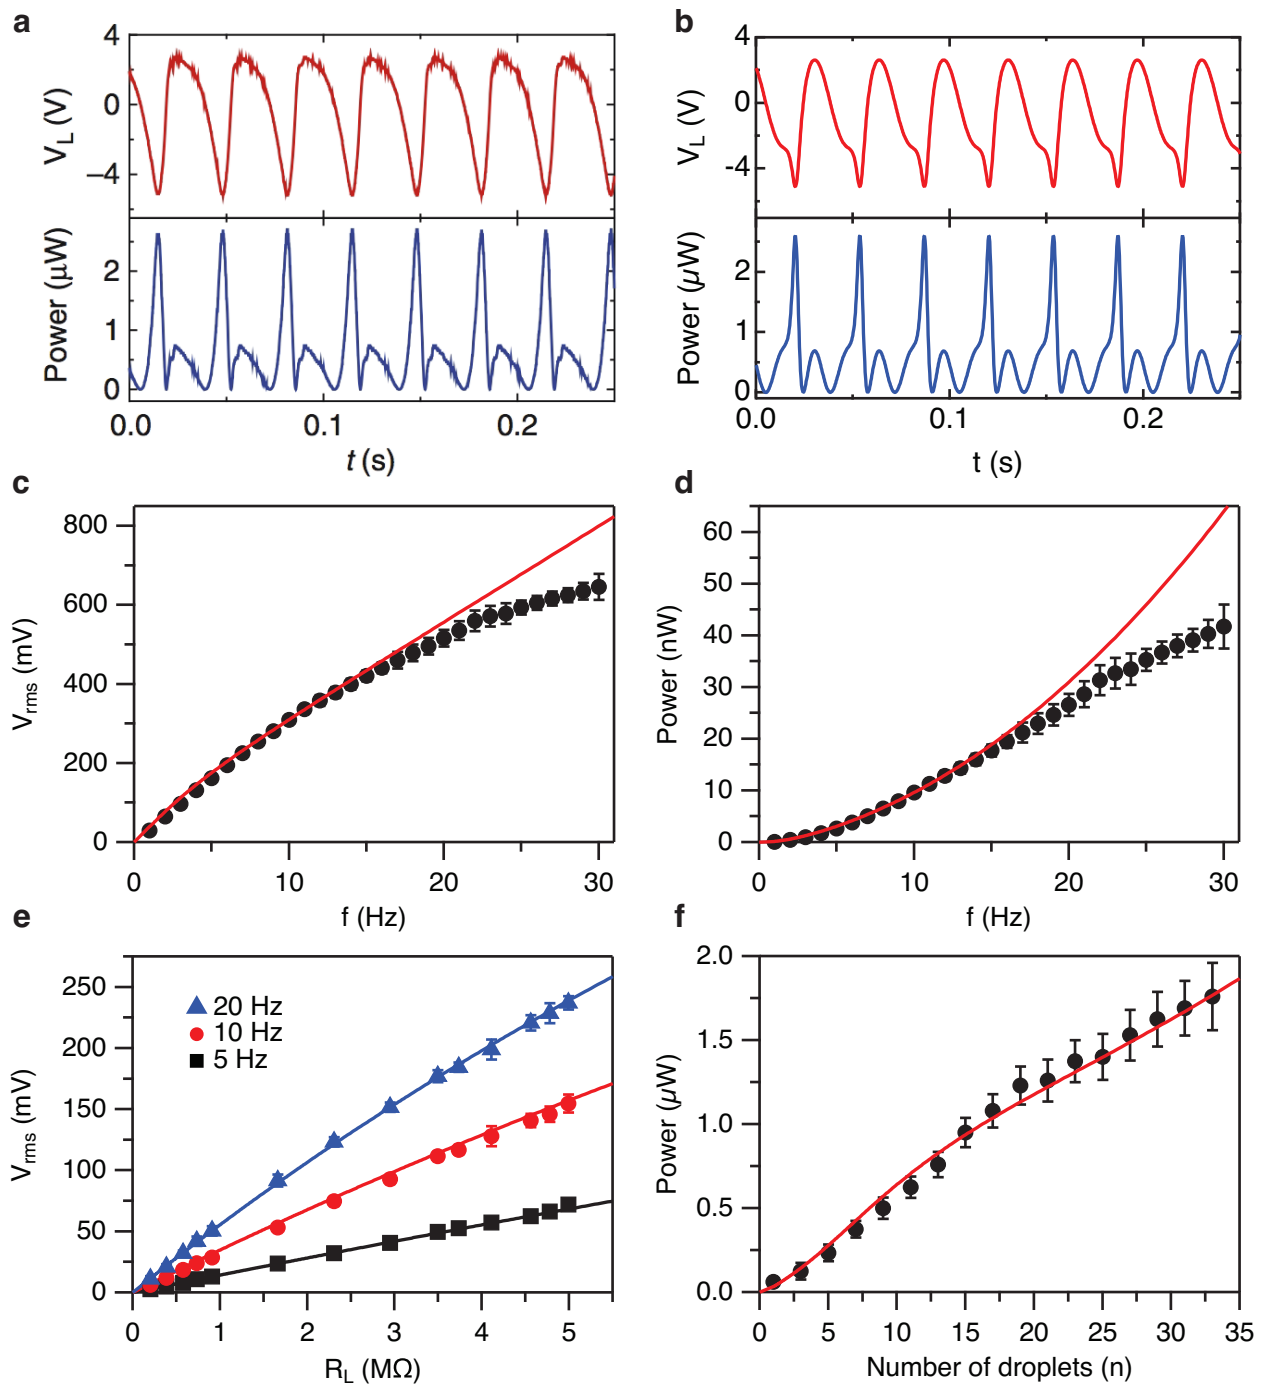 a
b
4
0
−4
V_L (V)
4
0
-4
V_L (V)
2
1
0
Power (μW)
2
1
0
Power (μW)
0.0 0.1 0.2
t (s)
0.0 0.1 0.2
t (s)
c
d
800
600
400
200
0
V_rms (mV)
0 10 20 30
f (Hz)
60
50
40
30
20
10
0
Power (nW)
0 10 20 30
f (Hz)
e
f
250
200
150
100
50
0
V_rms (mV)
20 Hz
10 Hz
5 Hz
0 1 2 3 4 5
R_L (MΩ)
2.0
1.5
1.0
0.5
0.0
Power (μW)
0 5 10 15 20 25 30 35
Number of droplets (n)